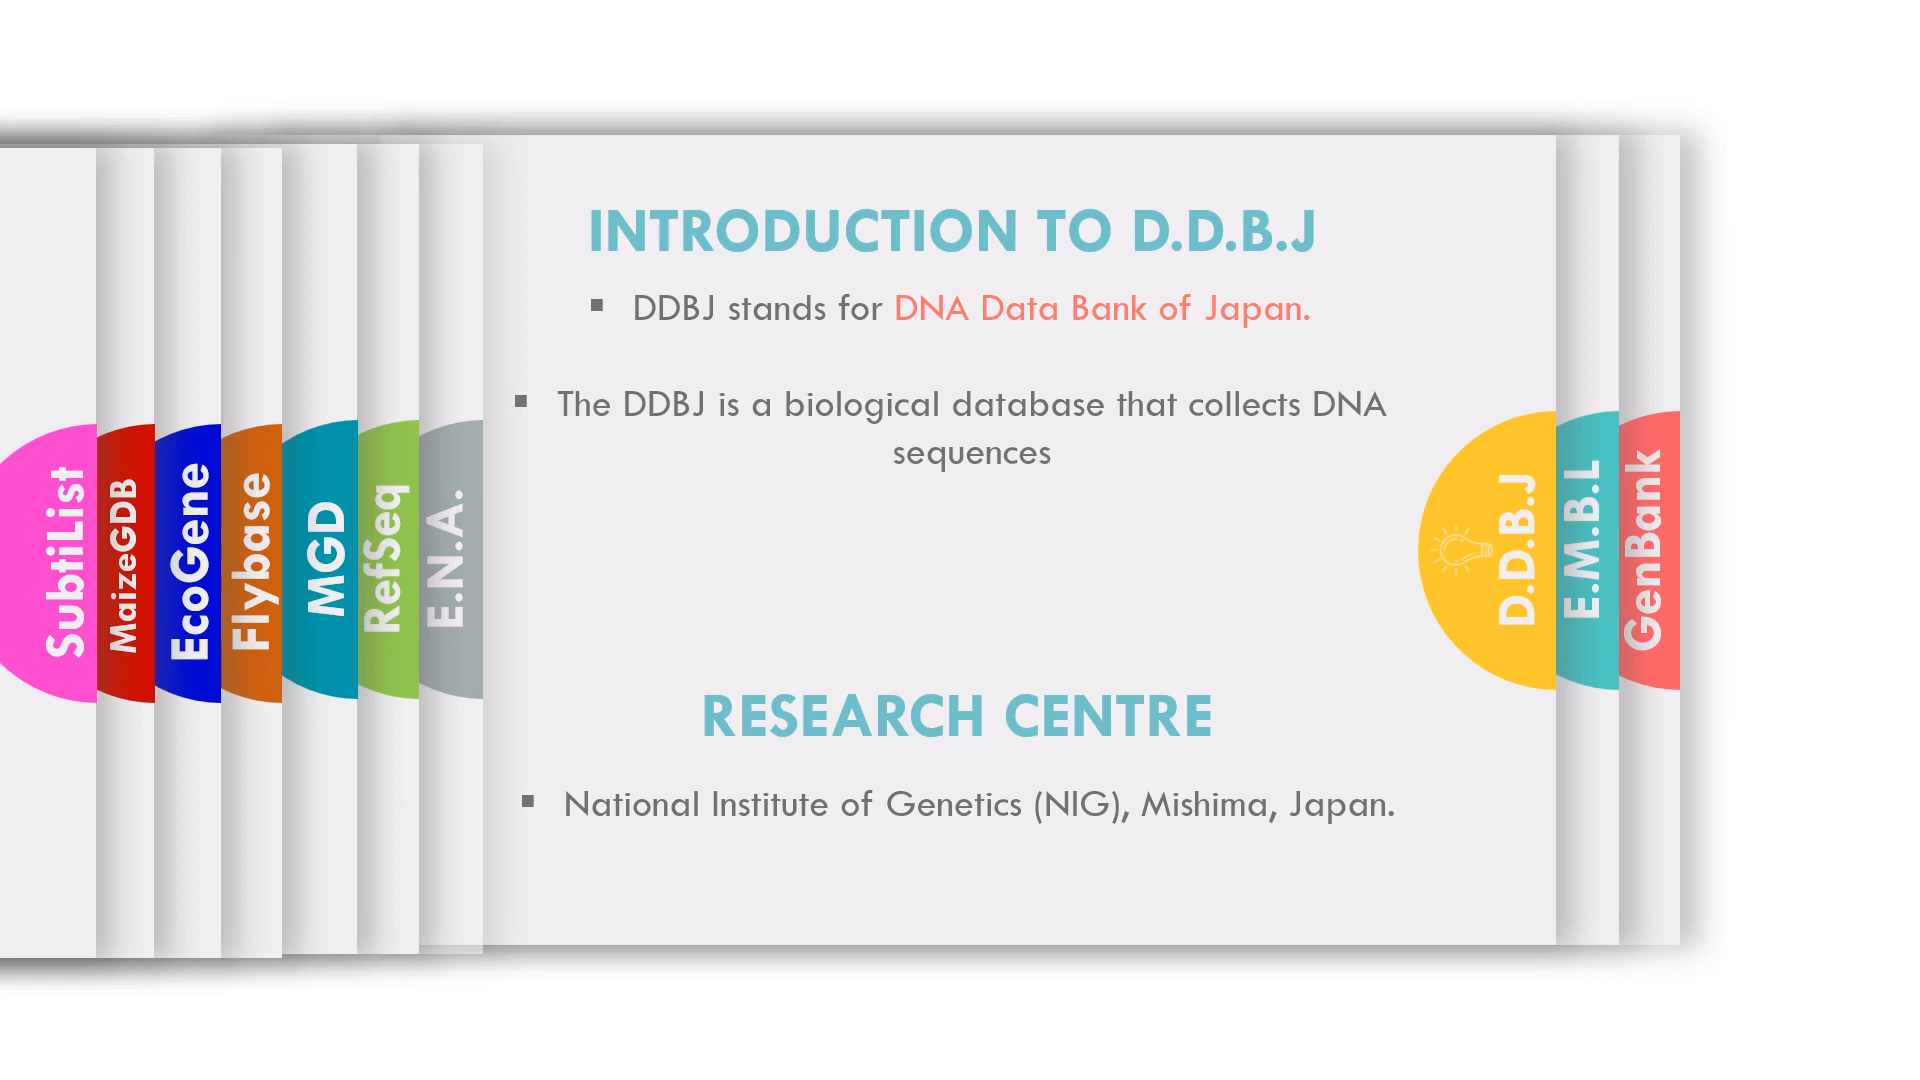 INTRODUCTION TO D.D.B.J
▪ DDBJ stands for DNA Data Bank of Japan.
▪ The DDBJ is a biological database that collects DNA
sequences
RESEARCH CENTRE
▪ National Institute of Genetics (NIG), Mishima, Japan.
SubtiList
MaizeGDB
EcoGene
Flybase
MGD
RefSeq
E.N.A.
D.D.B.J
E.M.B.L
GenBank